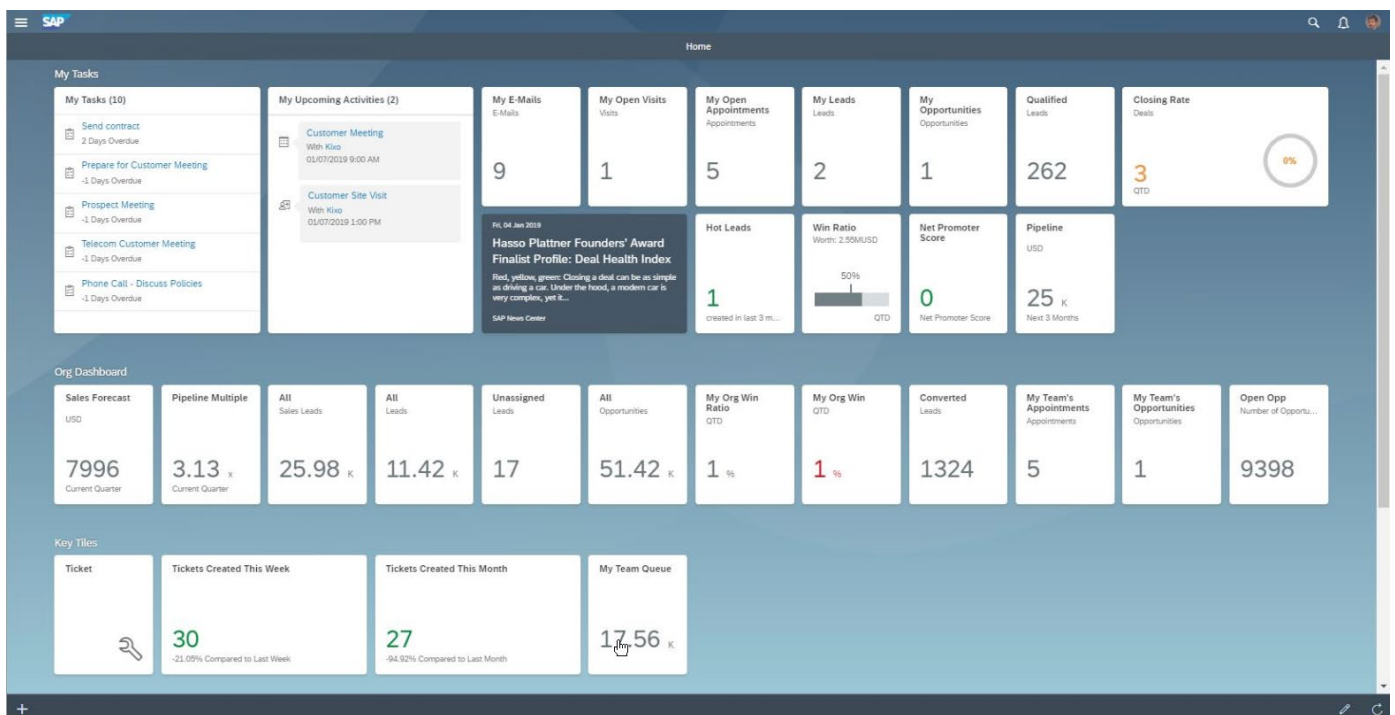 SAP
Home
My Tasks
My Tasks (10)
Send contract
2 Days Overdue
Prepare for Customer Meeting
-1 Days Overdue
Prospect Meeting
-1 Days Overdue
Telecom Customer Meeting
-1 Days Overdue
Phone Call - Discuss Policies
-1 Days Overdue
My Upcoming Activities (2)
Customer Meeting
With Kixo
01/07/2019 9:00 AM
Customer Site Visit
With Kixo
01/07/2019 1:00 PM
My E-Mails
E-Mails
9
My Open Visits
Visits
1
My Open
Appointments
Appointments
5
My Leads
Leads
2
My
Opportunities
Opportunities
1
Qualified
Leads
262
Closing Rate
Deals
3
QTD
0%
Fri, 04 Jan 2019
Hasso Plattner Founders' Award
Finalist Profile: Deal Health Index
Red, yellow, green: Closing a deal can be as simple
as driving a car. Under the hood, a modern car is
very complex, yet it...
SAP News Center
Hot Leads
1
created in last 3 m...
Win Ratio
Worth: 2.55MUSD
50%
QTD
Net Promoter
Score
0
Net Promoter Score
Pipeline
USD
25 K
Next 3 Months
Org Dashboard
Sales Forecast
USD
7996
Current Quarter
Pipeline Multiple
3.13 x
Current Quarter
All
Sales Leads
25.98 K
All
Leads
11.42 K
Unassigned
Leads
17
All
Opportunities
51.42 K
My Org Win
Ratio
QTD
1 %
My Org Win
QTD
1 %
Converted
Leads
1324
My Team's
Appointments
Appointments
5
My Team's
Opportunities
Opportunities
1
Open Opp
Number of Opportu...
9398
Key Tiles
Ticket
Tickets Created This Week
30
-21.05% Compared to Last Week
Tickets Created This Month
27
-94.92% Compared to Last Month
My Team Queue
17.56 K